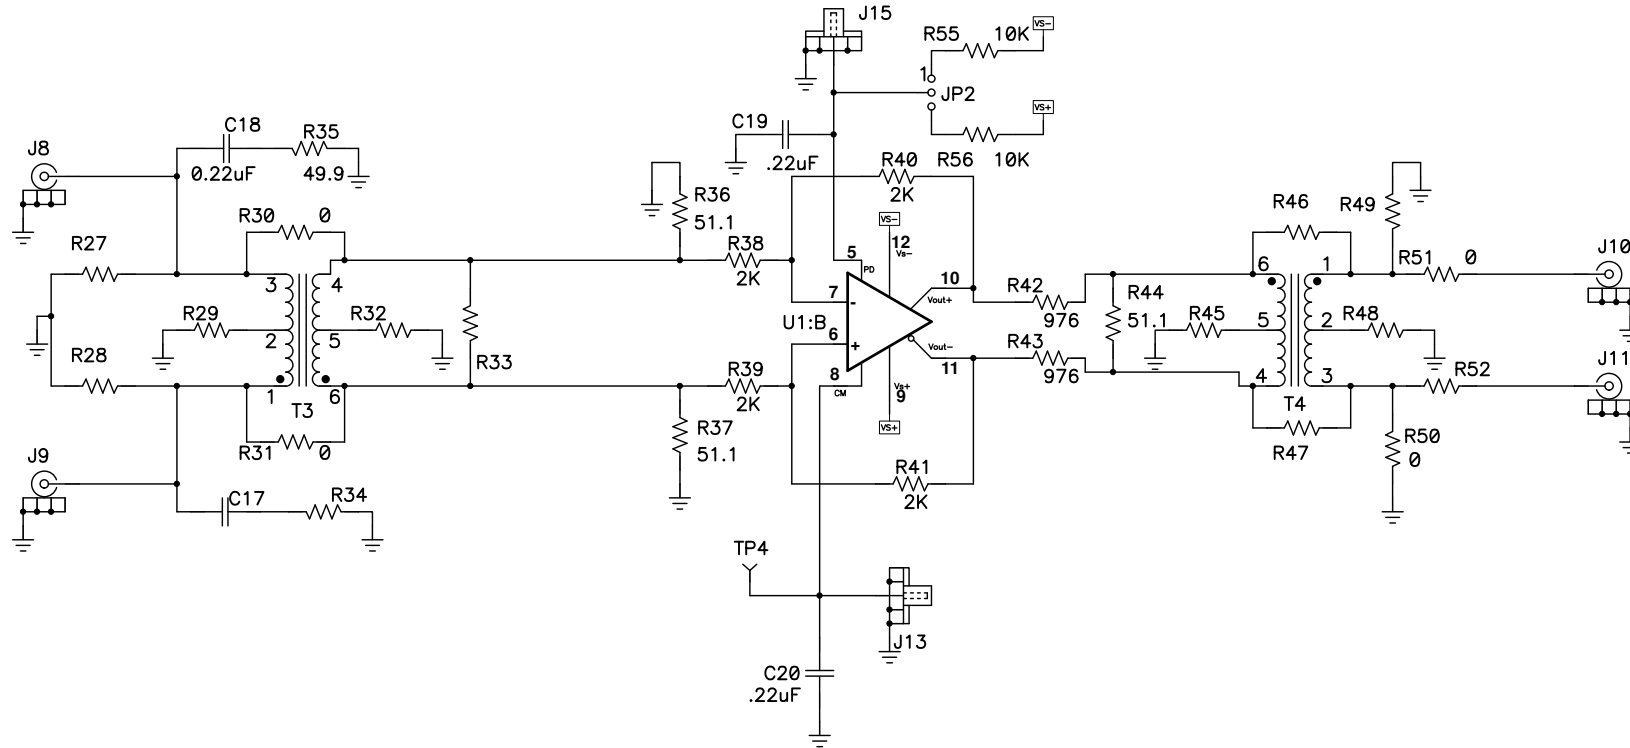 J15
R55
10K
VS-
1
JP2
VS+
R56
10K
C19
.22uF
J8
C18
0.22uF
R35
49.9
R27
R30
0
3
4
R29
2
5
R32
R28
1
6
T3
R31
0
R33
J9
C17
R34
R36
51.1
R38
2K
R39
2K
R37
51.1
R40
2K
VS-
12
Vs-
5
PD
7
-
U1:B
6
+
8
CM
10
Vout+
Vout-
11
Vs+
9
VS+
R41
2K
R42
976
R43
976
R44
51.1
R45
R46
6
1
5
2
R48
4
3
T4
R47
R49
R51
0
J10
J11
R52
R50
0
TP4
J13
C20
.22uF